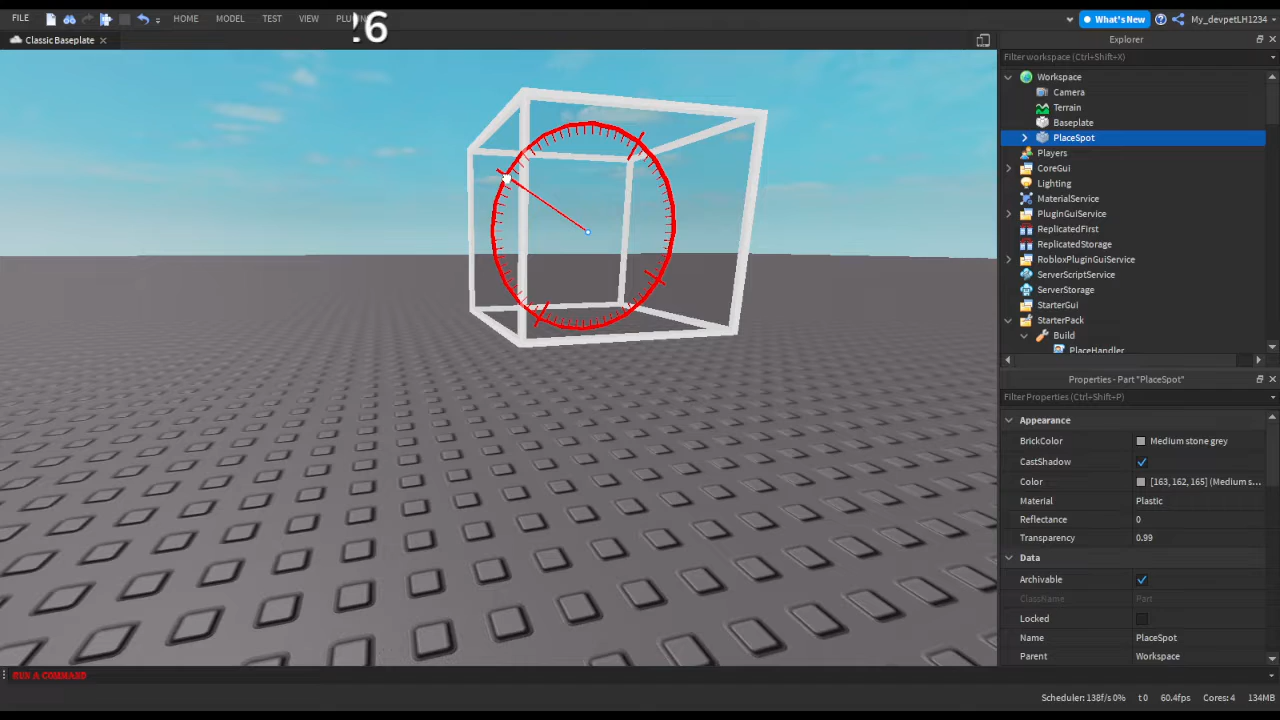 FILE HOME MODEL TEST VIEW What's New My_devpetLH1234
26
Classic Baseplate
Explorer
Filter workspace (Ctrl+Shift+X)
Workspace
Camera
Terrain
Baseplate
PlaceSpot
Players
CoreGui
Lighting
MaterialService
PluginGuiService
ReplicatedFirst
ReplicatedStorage
RobloxPluginGuiService
ServerScriptService
ServerStorage
StarterGui
StarterPack
Build
PlaceHandler
Properties - Part "PlaceSpot"
Filter Properties (Ctrl+Shift+P)
Appearance
BrickColor Medium stone grey
CastShadow
Color [163,162,165] (Medium s...
Material Plastic
Reflectance 0
Transparency 0.99
Data
Archivable
ClassName Part
Locked
Name PlaceSpot
Parent Workspace
RUN A COMMAND
Scheduler: 138f/s 0% t0 60.4fps Cores: 4 134MB